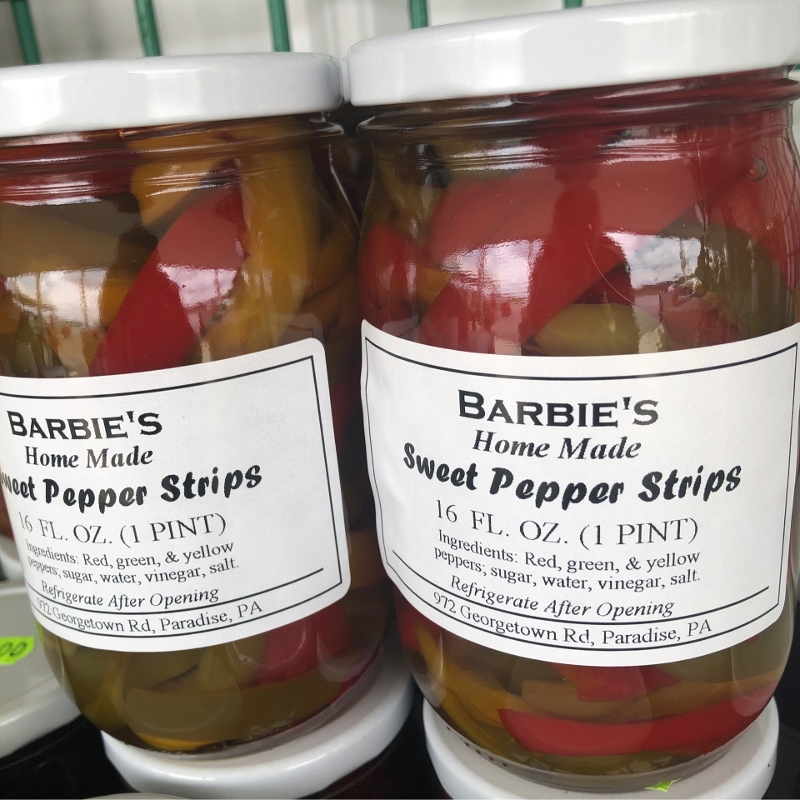 BARBIE'S
Home Made
Sweet Pepper Strips
16 FL. OZ. (1 PINT)
Ingredients: Red, green, & yellow
peppers, sugar, water, vinegar, salt.
Refrigerate After Opening
972 Georgetown Rd, Paradise, PA
BARBIE'S
Home Made
Sweet Pepper Strips
16 FL. OZ. (1 PINT)
Ingredients: Red, green, & yellow
peppers, sugar, water, vinegar, salt.
Refrigerate After Opening
972 Georgetown Rd, Paradise, PA